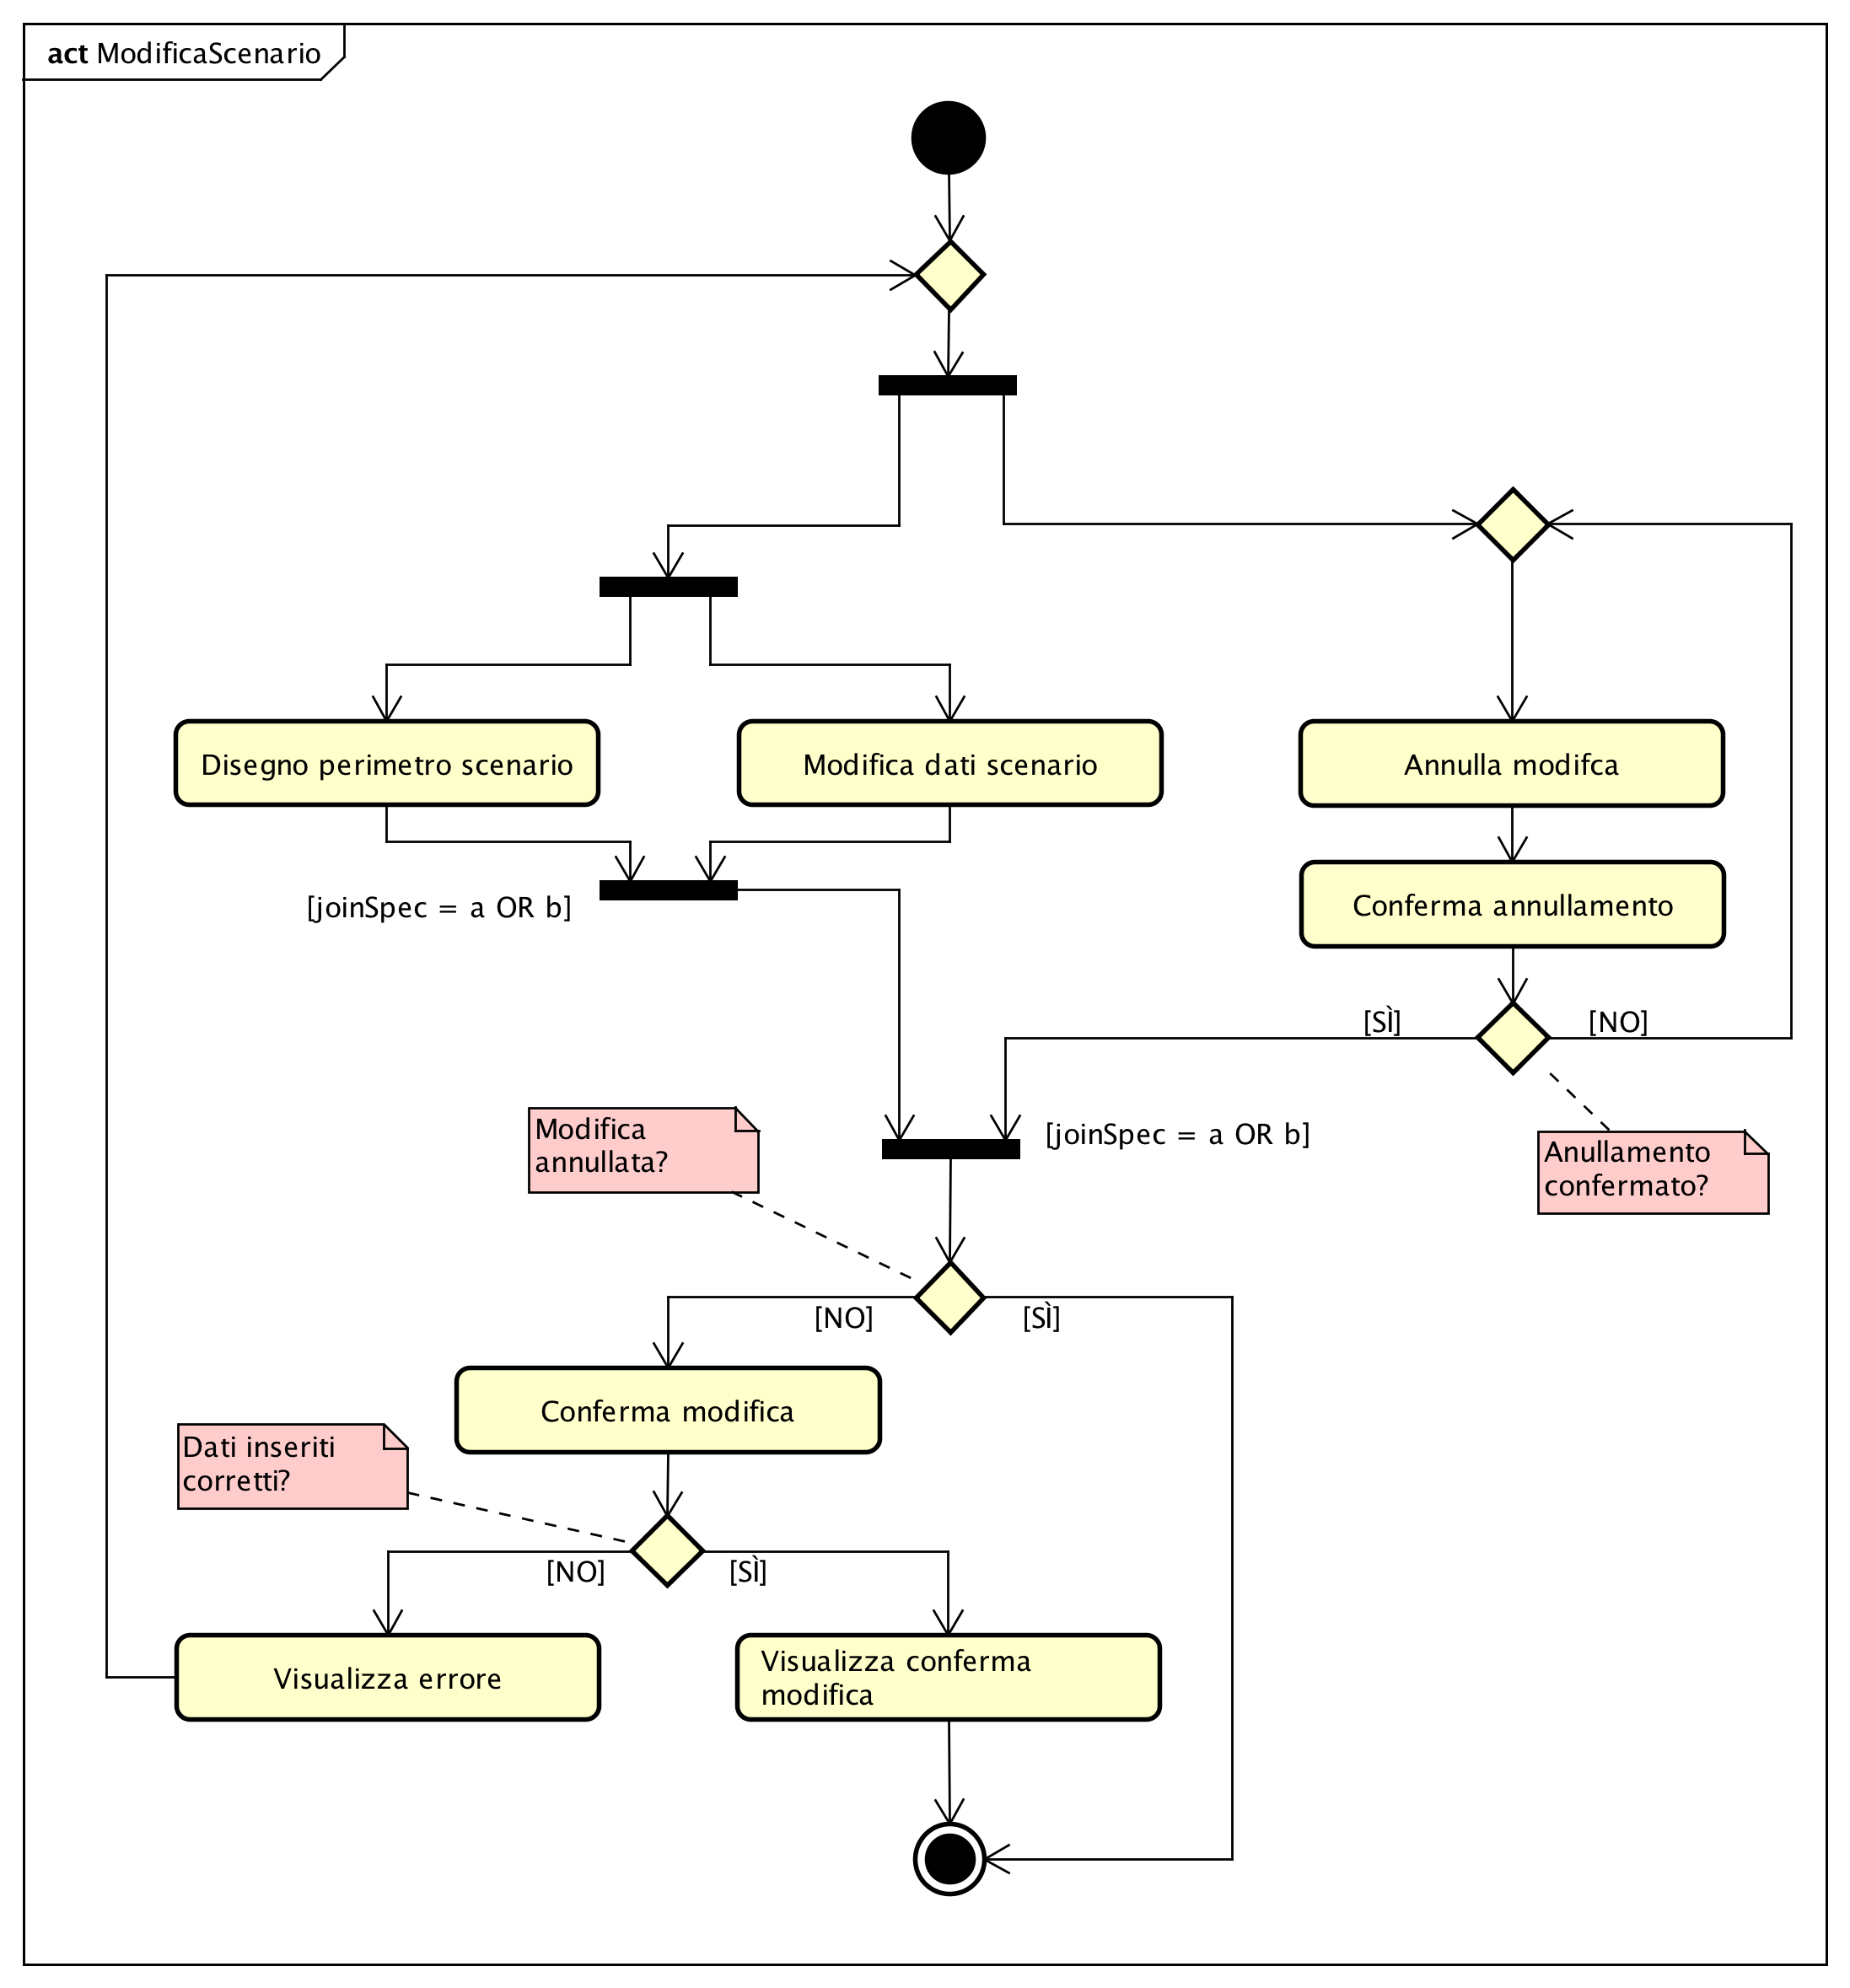 act ModificaScenario
Disegno perimetro scenario
Modifica dati scenario
Annulla modifca
Conferma annullamento
[joinSpec = a OR b]
[SÌ]
[NO]
Modifica
annullata?
[joinSpec = a OR b]
Anullamento
confermato?
[NO]
[SÌ]
Conferma modifica
Dati inseriti
corretti?
[NO]
[SÌ]
Visualizza errore
Visualizza conferma
modifica